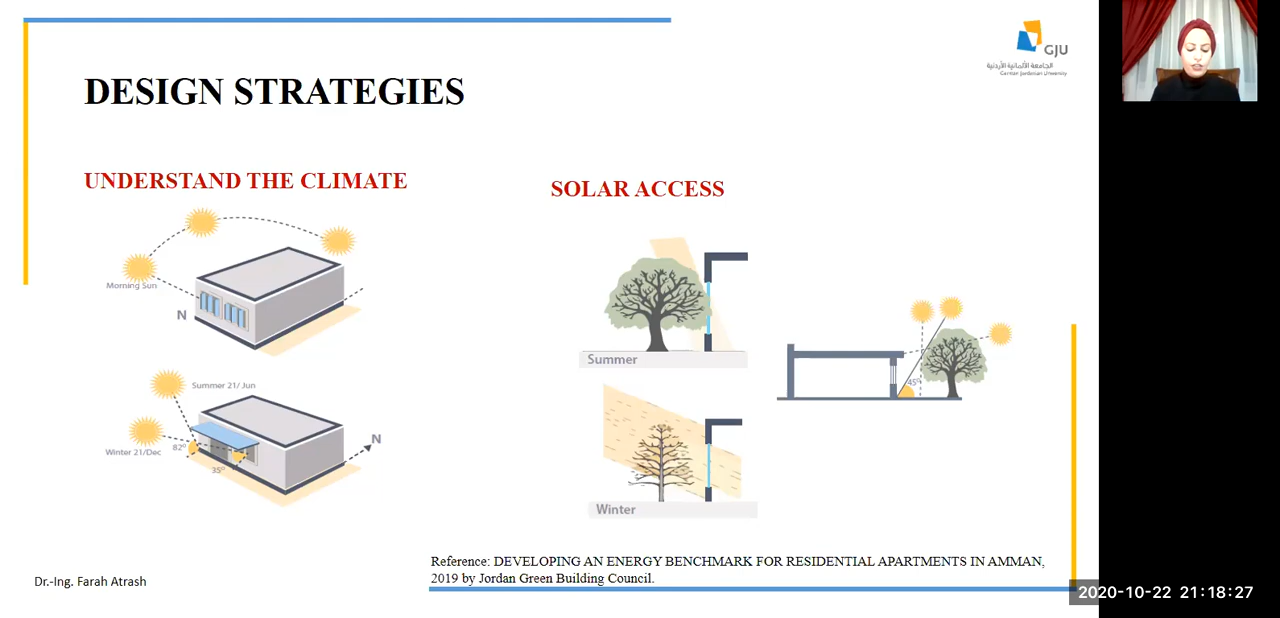 GJU
الجامعة الألمانية الأردنية
German Jordanian University
DESIGN STRATEGIES
UNDERSTAND THE CLIMATE
SOLAR ACCESS
Morning Sun
N
Summer 21/ Jun
Winter 21/Dec
82°
35°
N
Summer
Winter
45°
Reference: DEVELOPING AN ENERGY BENCHMARK FOR RESIDENTIAL APARTMENTS IN AMMAN,
2019 by Jordan Green Building Council.
Dr.-Ing. Farah Atrash
2020-10-22 21:18:27